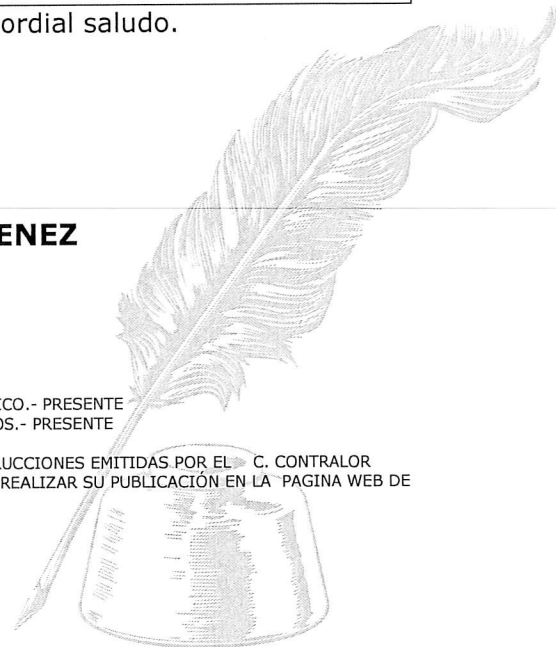 ordial saludo.
ENEZ
ICO.- PRESENTE
OS.- PRESENTE
RUCCIONES EMITIDAS POR EL C. CONTRALOR
REALIZAR SU PUBLICACIÓN EN LA PAGINA WEB DE